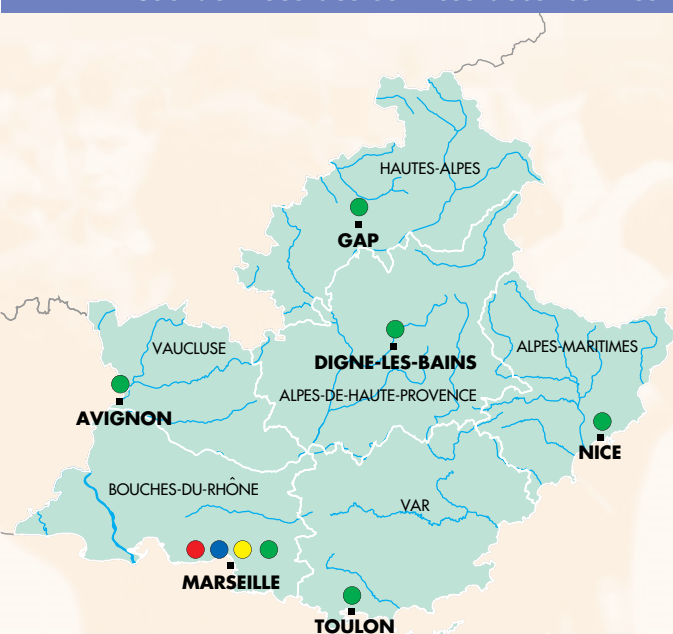 HAUTES-ALPES
GAP
VAUCLUSE
ALPES-MARITIMES
DIGNE-LES-BAINS
ALPES-DE-HAUTE-PROVENCE
AVIGNON
NICE
BOUCHES-DU-RHÔNE
VAR
MARSEILLE
TOULON